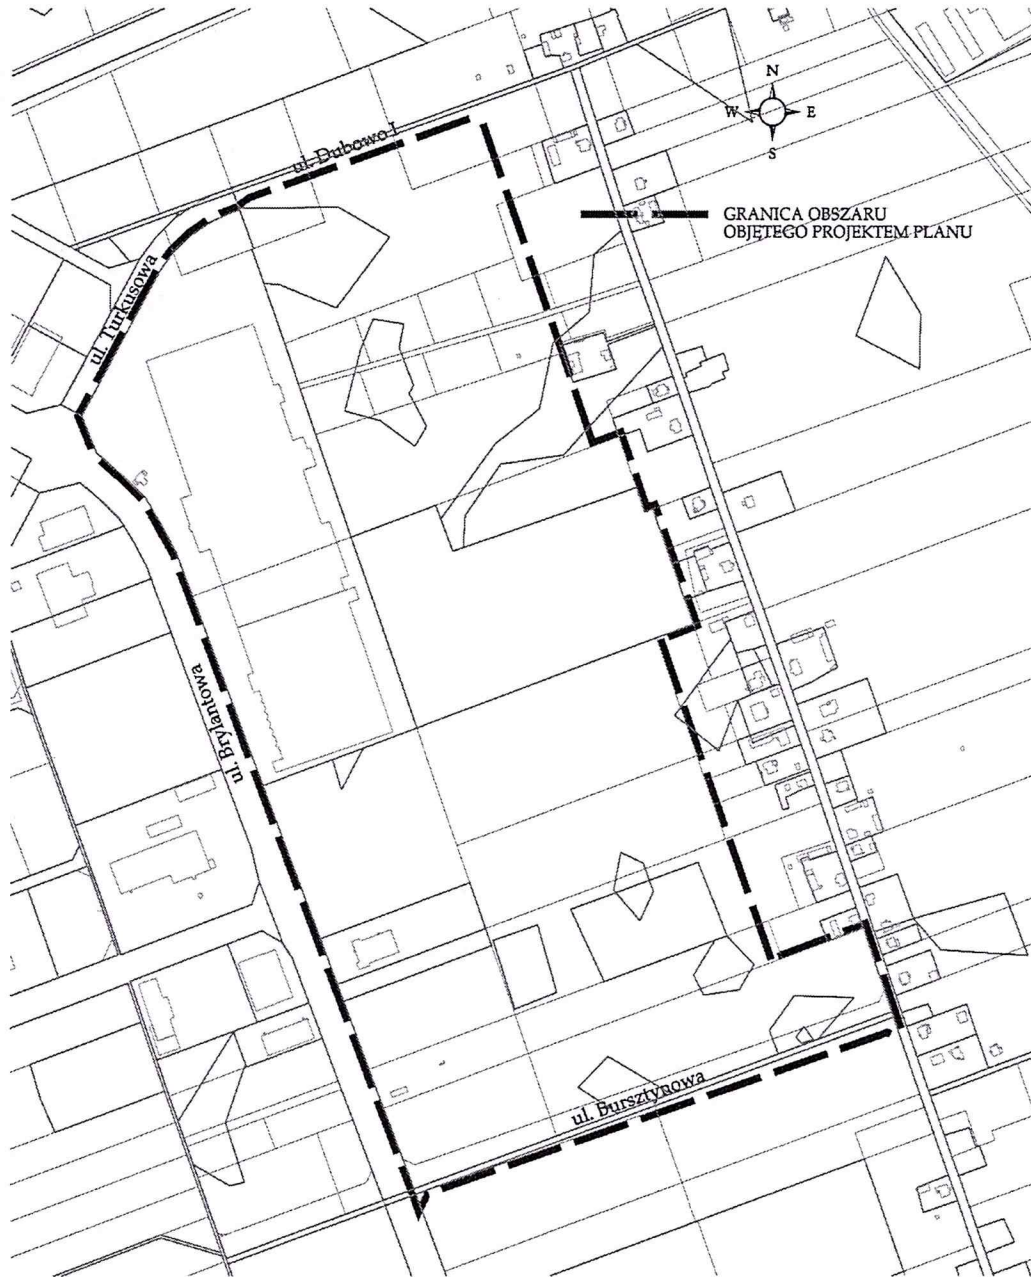 N
W E
S
ul. Dubowo I
GRANICA OBSZARU
OBJĘTEGO PROJEKTEM PLANU
ul. Turkusowa
ul. Brylantowa
ul. Bursztynowa